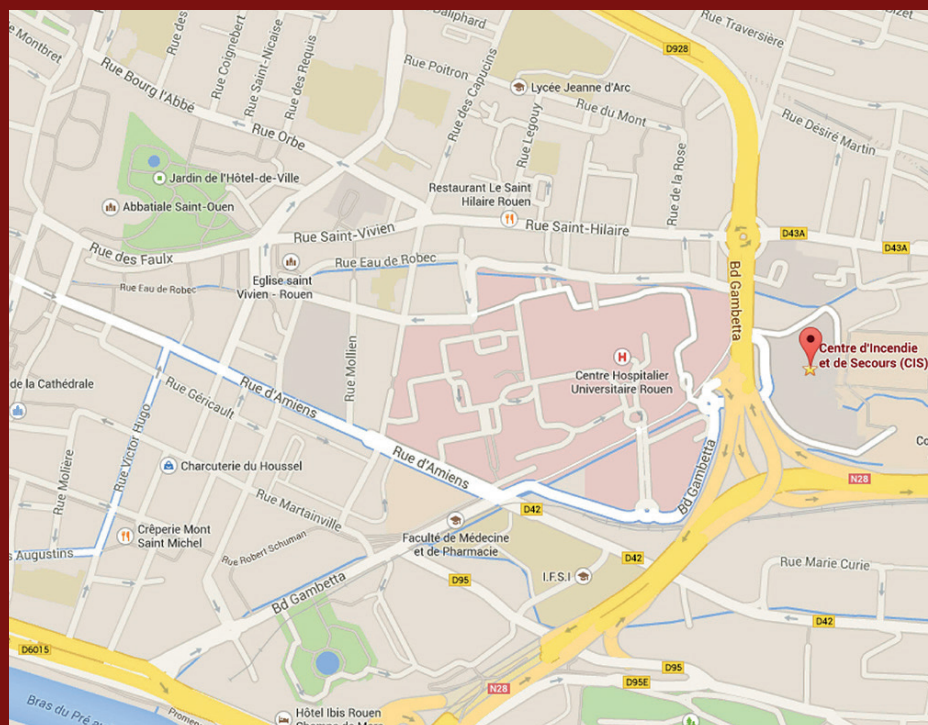 Baliphard
Rue Traversière
Bizet
Montbret
Rue des
Rue Coignebert
Rue Saint-Nicaise
Rue des Requis
D928
Rue Poitron
Rue des Capucins
Lycée Jeanne d'Arc
Rue Bourg l'Abbé
Rue Legouy
Rue du Mont
Rue Désiré Martin
Rue Orbe
Rue de la Rose
Jardin de l'Hôtel-de-Ville
Restaurant Le Saint
Hilaire Rouen
Abbatiale Saint-Ouen
Rue Saint-Vivien
Rue Saint-Hilaire
D43A
D43A
Rue des Faulx
Rue Eau de Robec
Eglise saint
Vivien - Rouen
Rue Eau de Robec
Bd Gambetta
Rue Mollien
Centre d'Incendie
et de Secours (CIS)
Centre Hospitalier
Universitaire Rouen
de la Cathédrale
Rue Géricault
Rue d'Amiens
Rue Victor Hugo
Rue Molière
Rue d'Amiens
Charcuterie du Houssel
Bd Gambetta
N28
Rue Martainville
D42
Crêperie Mont
Saint Michel
Faculté de Médecine
et de Pharmacie
Augustins
Rue Robert Schuman
D42
Rue Marie Curie
Bd Gambetta
D95
I.F.S.I
D42
D6015
D95
D95E
N28
Bras du Pré
Hôtel Ibis Rouen